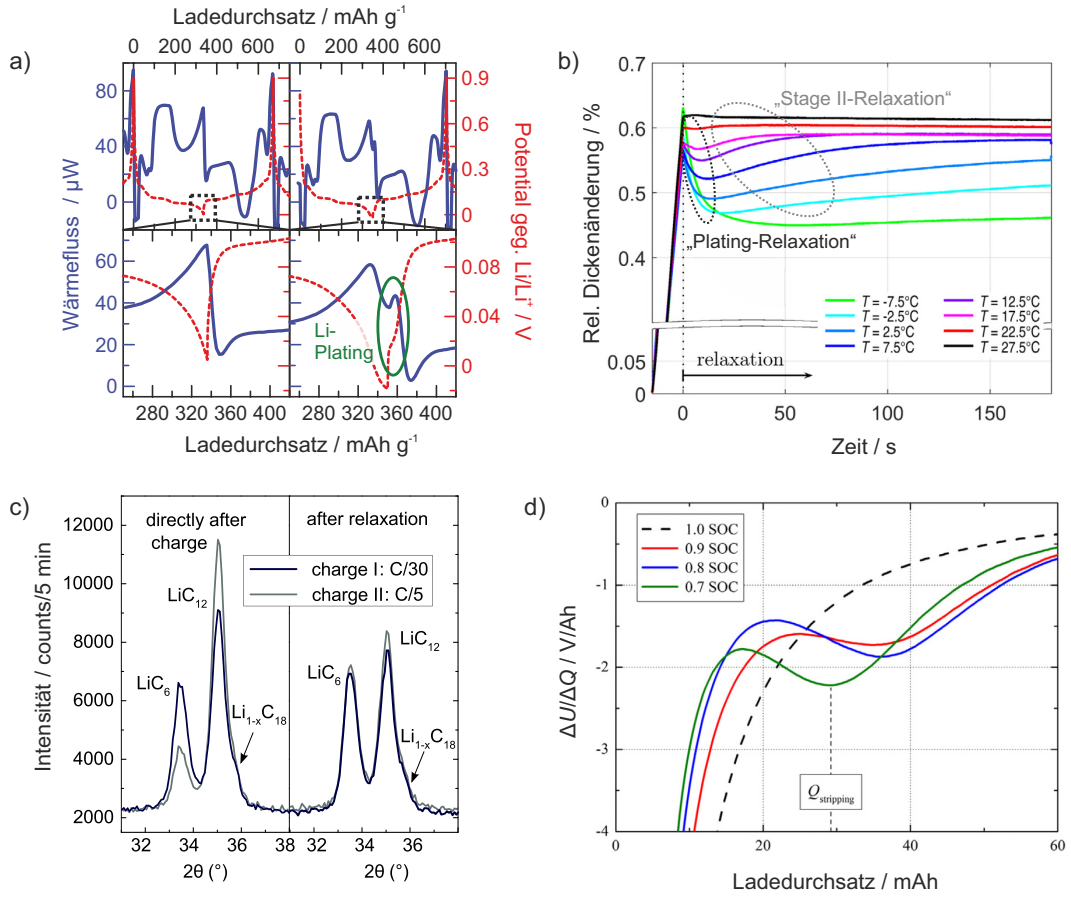 a)
Ladedurchsatz / mAh g⁻¹
0 200 400 600 0 200 400 600
80
40
0
0.9
0.6
0.3
0
Wärmefluss / µW
Potential geg. Li/Li⁺ / V
60
40
20
0
0.08
0.04
0
Li-
Plating
280 320 360 400 280 320 360 400
Ladedurchsatz / mAh g⁻¹
b)
Rel. Dickenänderung / %
0.7
0.6
0.5
0.4
0.05
0
„Stage II-Relaxation“
„Plating-Relaxation“
T = -7.5°C
T = -2.5°C
T = 2.5°C
T = 7.5°C
T = 12.5°C
T = 17.5°C
T = 22.5°C
T = 27.5°C
relaxation
0 50 100 150
Zeit / s
c)
Intensität / counts/5 min
12000
10000
8000
6000
4000
2000
directly after
charge
after relaxation
charge I: C/30
charge II: C/5
LiC₁₂
LiC₆
Li₁₋ₓC₁₈
LiC₁₂
LiC₆
Li₁₋ₓC₁₈
32 34 36 38 34 36
2θ (°) 2θ (°)
d)
ΔU/ΔQ / V/Ah
0
-1
-2
-3
-4
1.0 SOC
0.9 SOC
0.8 SOC
0.7 SOC
Q stripping
0 20 40 60
Ladedurchsatz / mAh